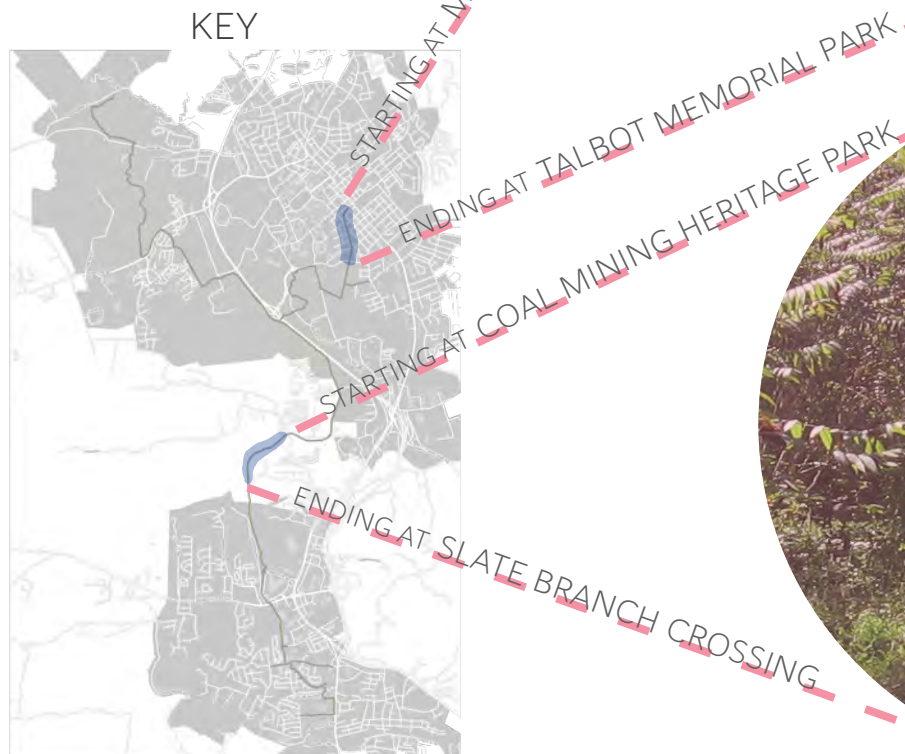 KEY
STARTING AT
ENDING AT TALBOT MEMORIAL PARK
STARTING AT COAL MINING HERITAGE PARK
ENDING AT SLATE BRANCH CROSSING